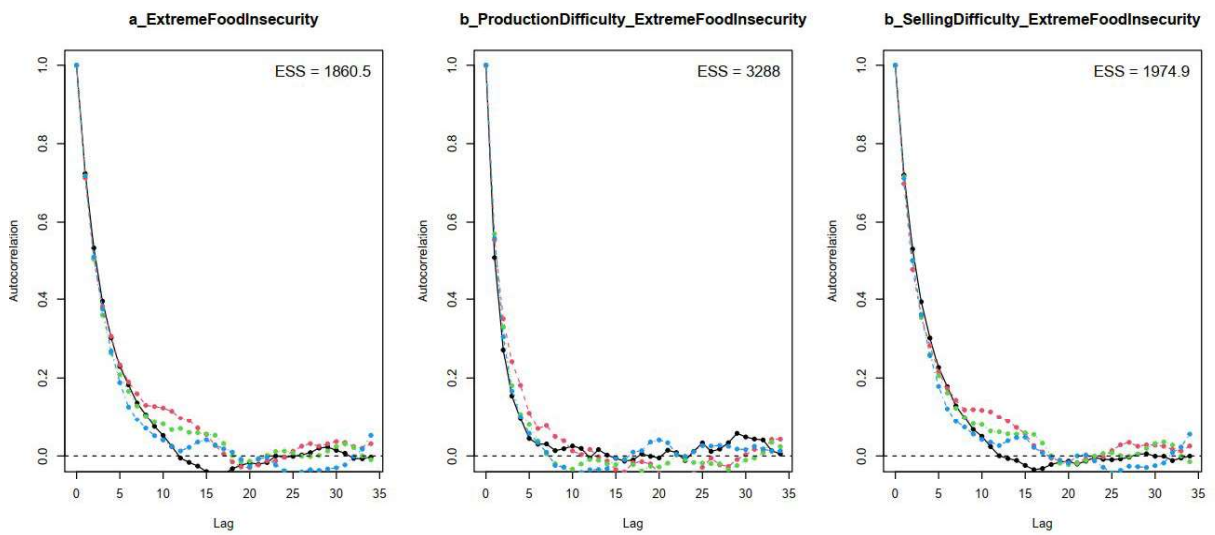 a_ExtremeFoodInsecurity
ESS = 1860.5
Autocorrelation
1.0
0.8
0.6
0.4
0.2
0.0
0 5 10 15 20 25 30 35
Lag
b_ProductionDifficulty_ExtremeFoodInsecurity
ESS = 3288
Autocorrelation
1.0
0.8
0.6
0.4
0.2
0.0
0 5 10 15 20 25 30 35
Lag
b_SellingDifficulty_ExtremeFoodInsecurity
ESS = 1974.9
Autocorrelation
1.0
0.8
0.6
0.4
0.2
0.0
0 5 10 15 20 25 30 35
Lag